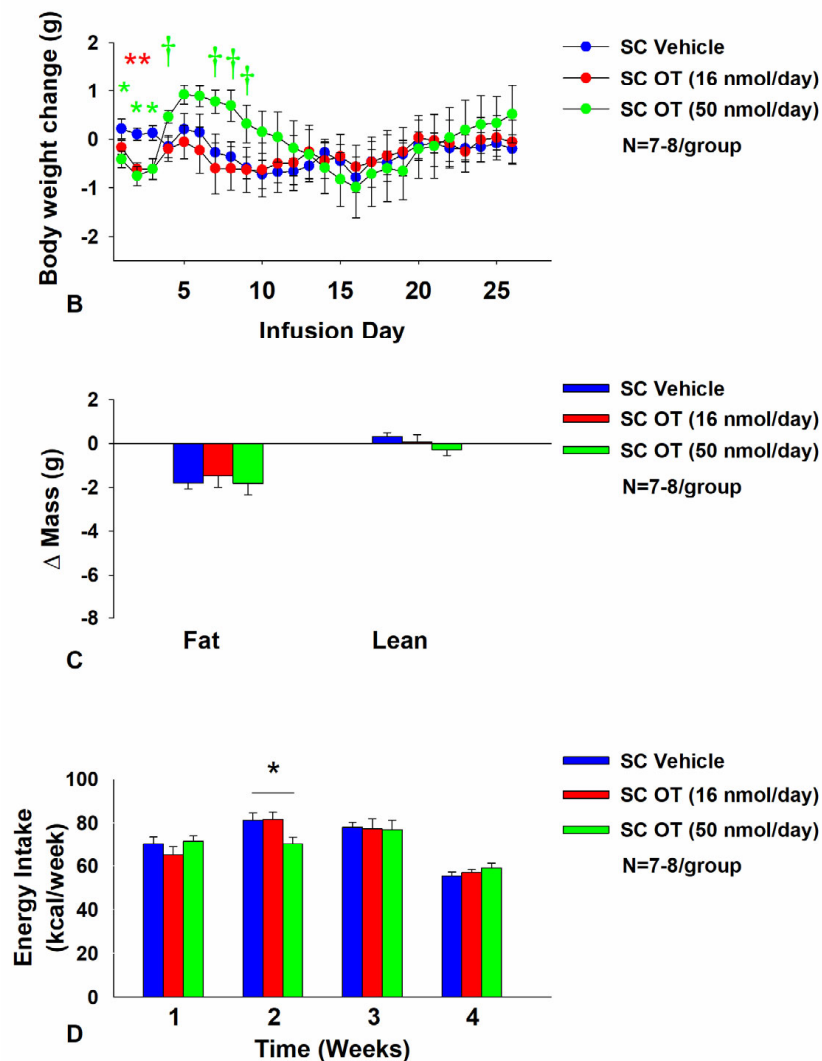 Body weight change (g)
2
1
0
-1
-2
** †
* ** † † †
5 10 15 20 25
Infusion Day
B
SC Vehicle
SC OT (16 nmol/day)
SC OT (50 nmol/day)
N=7-8/group
Δ Mass (g)
2
0
-2
-4
-6
-8
Fat Lean
C
SC Vehicle
SC OT (16 nmol/day)
SC OT (50 nmol/day)
N=7-8/group
Energy Intake
(kcal/week)
100
80
60
40
20
0
*
1 2 3 4
Time (Weeks)
D
SC Vehicle
SC OT (16 nmol/day)
SC OT (50 nmol/day)
N=7-8/group